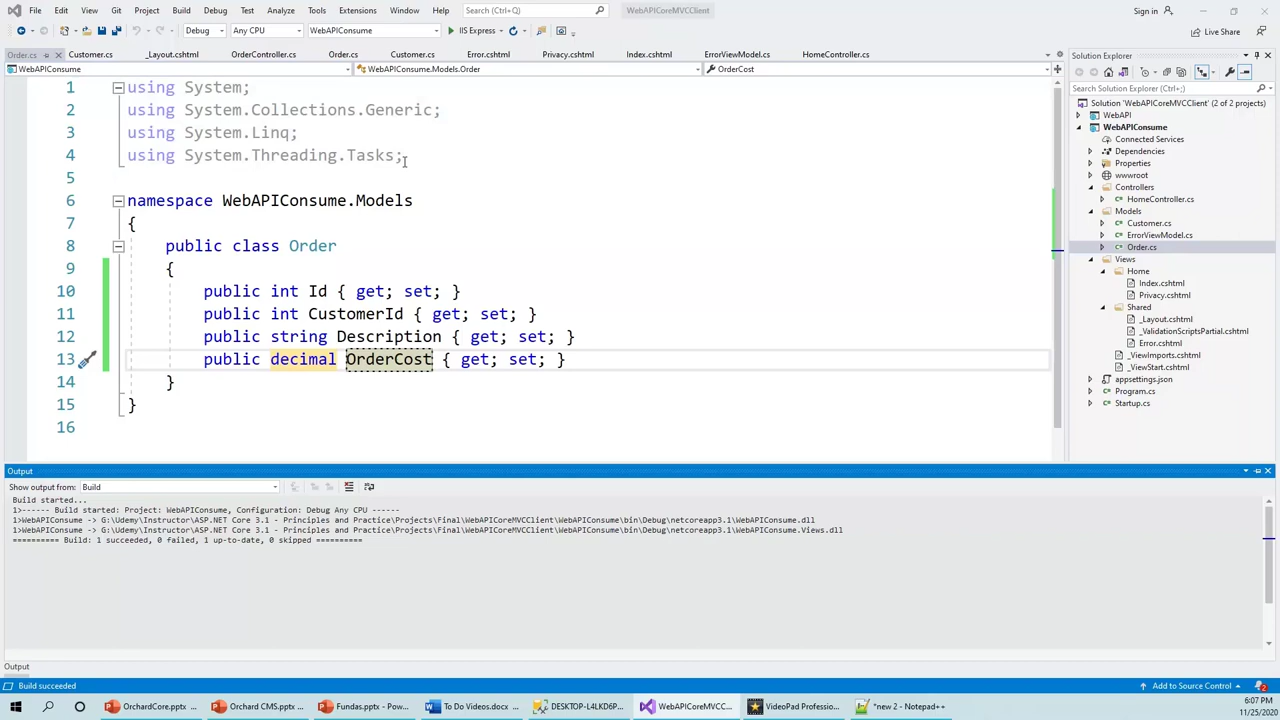 File Edit View Git Project Build Debug Test Analyze Tools Extensions Window Help Search (Ctrl+Q) WebAPICoreMVCClient Sign in
Debug Any CPU WebAPIConsume IIS Express Live Share
Order.cs Customer.cs _Layout.cshtml OrderController.cs Order.cs Customer.cs Error.cshtml Privacy.cshtml Index.cshtml ErrorViewModel.cs HomeController.cs
WebAPIConsume WebAPIConsume.Models.Order OrderCost
1 using System;
2 using System.Collections.Generic;
3 using System.Linq;
4 using System.Threading.Tasks;
5
6 namespace WebAPIConsume.Models
7 {
8 public class Order
9 {
10 public int Id { get; set; }
11 public int CustomerId { get; set; }
12 public string Description { get; set; }
13 public decimal OrderCost { get; set; }
14 }
15 }
16
Solution Explorer
Search Solution Explorer (Ctrl+;)
Solution 'WebAPICoreMVCClient' (2 of 2 projects)
WebAPI
WebAPIConsume
Connected Services
Dependencies
Properties
wwwroot
Controllers
HomeController.cs
Models
Customer.cs
ErrorViewModel.cs
Order.cs
Views
Home
Index.cshtml
Privacy.cshtml
Shared
_Layout.cshtml
_ValidationScriptsPartial.cshtml
Error.cshtml
_ViewImports.cshtml
_ViewStart.cshtml
appsettings.json
Program.cs
Startup.cs
Output
Show output from: Build
Build started...
1>------ Build started: Project: WebAPIConsume, Configuration: Debug Any CPU ------
1>WebAPIConsume -> G:\Udemy\Instructor\ASP.NET Core 3.1 - Principles and Practice\Projects\Final\WebAPICoreMVCClient\WebAPIConsume\bin\Debug\netcoreapp3.1\WebAPIConsume.dll
1>WebAPIConsume -> G:\Udemy\Instructor\ASP.NET Core 3.1 - Principles and Practice\Projects\Final\WebAPICoreMVCClient\WebAPIConsume\bin\Debug\netcoreapp3.1\WebAPIConsume.Views.dll
========== Build: 1 succeeded, 0 failed, 1 up-to-date, 0 skipped ==========
Output
Build succeeded Add to Source Control 2
OrchardCore.pptx ... Orchard CMS.pptx ... Fundas.pptx - Pow... To Do Videos.docx ... DESKTOP-L4LKD6P... WebAPICoreMVCC... VideoPad Professio... *new 2 - Notepad++ 6:07 PM
11/25/2020